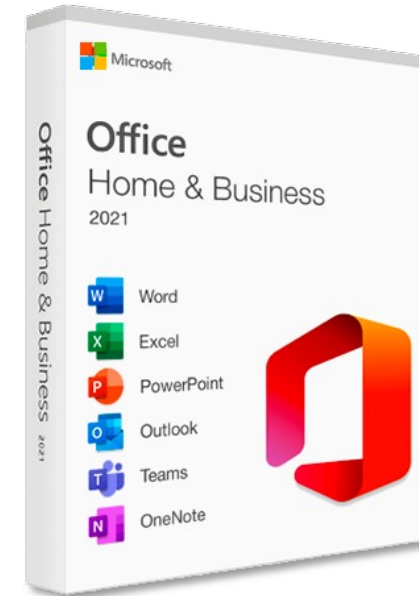 Microsoft
Office
Home & Business
2021
W Word
X Excel
P PowerPoint
O Outlook
T Teams
N OneNote
Office Home & Business 2021